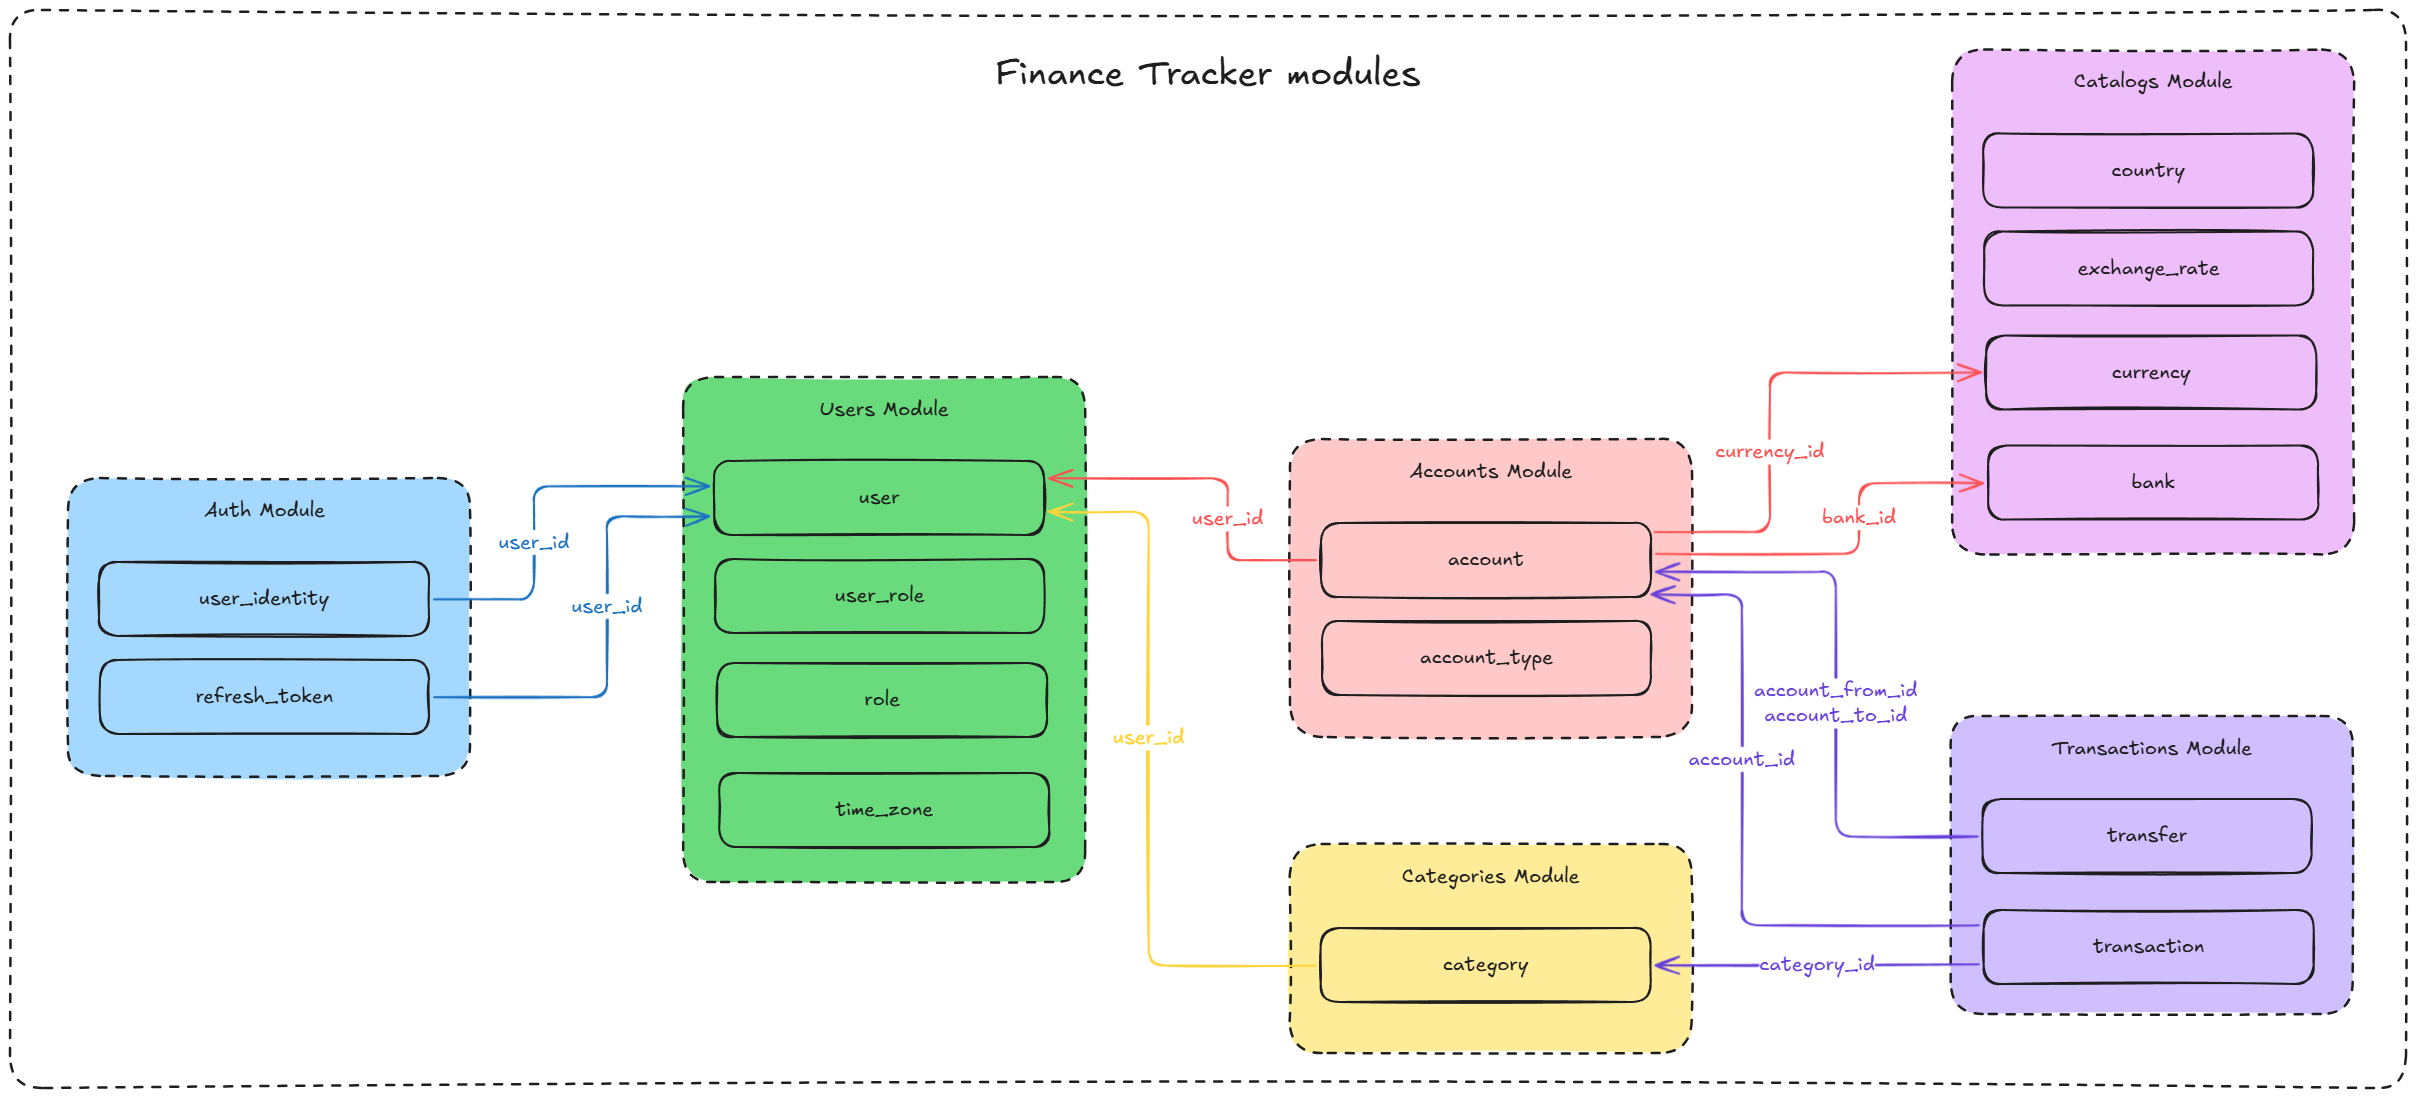 Finance Tracker modules
Auth Module
user_identity
refresh_token
user_id
user_id
Users Module
user
user_role
role
time_zone
user_id
user_id
Accounts Module
account
account_type
Categories Module
category
currency_id
bank_id
account_from_id
account_to_id
account_id
category_id
Catalogs Module
country
exchange_rate
currency
bank
Transactions Module
transfer
transaction